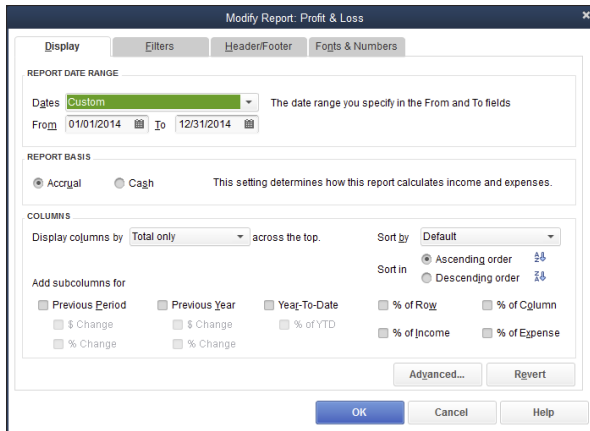 Modify Report: Profit & Loss
x
Display Filters Header/Footer Fonts & Numbers
REPORT DATE RANGE
Dates Custom The date range you specify in the From and To fields
From 01/01/2014 To 12/31/2014
REPORT BASIS
Accrual Cash This setting determines how this report calculates income and expenses.
COLUMNS
Display columns by Total only across the top. Sort by Default
Sort in Ascending order
Descending order
Add subcolumns for
Previous Period Previous Year Year-To-Date % of Row % of Column
$ Change $ Change % of YTD % of Income % of Expense
% Change % Change
Advanced... Revert
OK Cancel Help